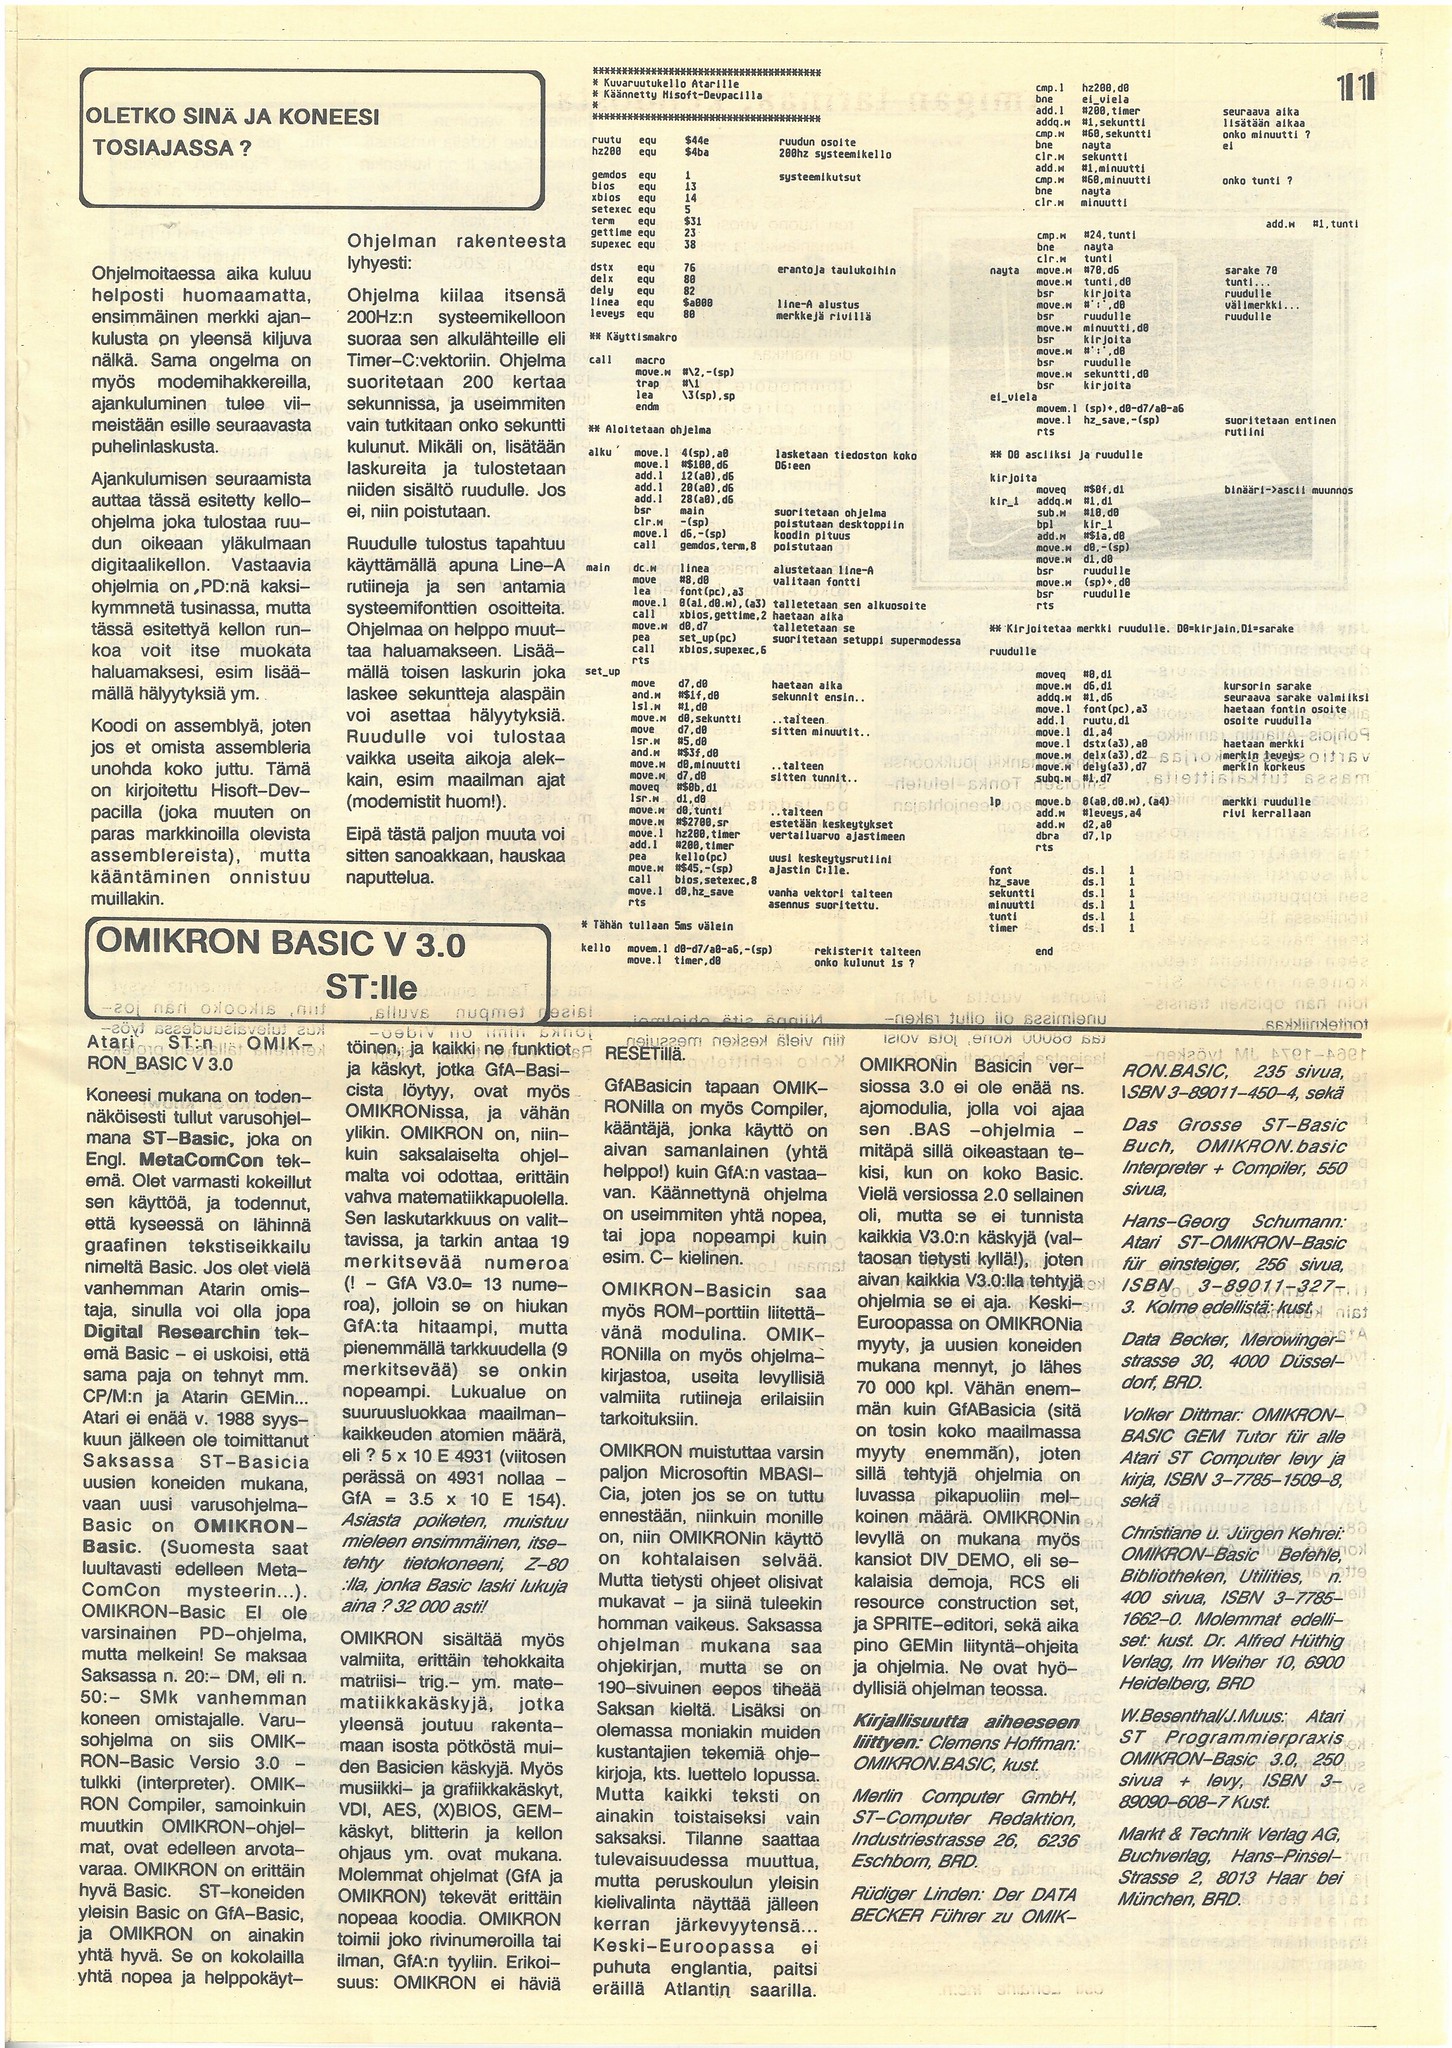 11
OLETKO SINÄ JA KONEESI
TOSIAJASSA ?
Ohjelmoitaessa aika kuluu
helposti huomaamatta,
ensimmäinen merkki ajan-
kulusta on yleensä kiljuva
nälkä. Sama ongelma on
myös modemihakkereilla,
ajankuluminen tulee vii-
meistään esille seuraavasta
puhelinlaskusta.
Ajankulumisen seuraamista
auttaa tässä esitetty kello-
ohjelma joka tulostaa ruu-
dun oikeaan yläkulmaan
digitaalikellon. Vastaavia
ohjelmia on PD:nä kaksi-
kymmnetä tusinassa, mutta
tässä esitettyä kellon run-
koa voit itse muokata
haluamaksesi, esim lisää-
mällä hälyytyksiä ym.
Koodi on assemblyä, joten
jos et omista assembleria
unohda koko juttu. Tämä
on kirjoitettu Hisoft-Dev-
pacilla (joka muuten on
paras markkinoilla olevista
assemblereista), mutta
kääntäminen onnistuu
muillakin.
Ohjelman rakenteesta
lyhyesti:
Ohjelma kiilaa itsensä
200Hz:n systeemikelloon
suoraa sen alkulähteille eli
Timer-C:vektoriin. Ohjelma
suoritetaan 200 kertaa
sekunnissa, ja useimmiten
vain tutkitaan onko sekuntti
kulunut. Mikäli on, lisätään
laskureita ja tulostetaan
niiden sisältö ruudulle. Jos
ei, niin poistutaan.
Ruudulle tulostus tapahtuu
käyttämällä apuna Line-A
rutiineja ja sen antamia
systeemifonttien osoitteita.
Ohjelmaa on helppo muut-
taa haluamakseen. Lisää-
mällä toisen laskurin joka
laskee sekuntteja alaspäin
voi asettaa hälyytyksiä.
Ruudulle voi tulostaa
vaikka useita aikoja alek-
kain, esim maailman ajat
(modemistit huom!).
Eipä tästä paljon muuta voi
sitten sanoakkaan, hauskaa
naputtelua.
****************************************
* Kuvaruutukello Atarille
* Käännetty Hisoft-Devpacilla
*
****************************************
ruutu equ $44e ruudun osoite
hz200 equ $4ba 200hz systeemikello
gemdos equ 1 systeemikutsut
bios equ 13
xbios equ 14
setexec equ 5
term equ $31
gettime equ 23
supexec equ 38
dstx equ 76 erantoja taulukoihin
delx equ 80
dely equ 82
linea equ $a000 line-A alustus
leveys equ 80 merkkejä rivillä
** Käyttismakro
call macro
move.w #\2,-(sp)
trap #\1
lea \3(sp),sp
endm
** Aloitetaan ohjelma
alku move.l 4(sp),a0 lasketaan tiedoston koko
move.l #$100,d6 D6:een
add.l 12(a0),d6
add.l 20(a0),d6
add.l 28(a0),d6
bsr main suoritetaan ohjelma
clr.w -(sp) poistutaan desktoppiin
move.l d6,-(sp) koodin pituus
call gemdos,term,8 poistutaan
main dc.w linea alustetaan line-A
move #8,d0 valitaan fontti
lea font(pc),a3
move.l 0(a1,d0.w),(a3) talletetaan sen alkuosoite
call xbios,gettime,2 haetaan aika
move.w d0,d7 talletetaan se
pea set_up(pc) suoritetaan setuppi supermodessa
call xbios,supexec,6
rts
set_up
move d7,d0 haetaan aika
and.w #$1f,d0 sekunnit ensin..
lsl.w #1,d0
move.w d0,sekuntti ..talteen
move d7,d0 sitten minuutit..
lsr.w #5,d0
and.w #$3f,d0
move.w d0,minuutti ..talteen
move.w d7,d0 sitten tunnit..
moveq #$0b,d1
lsr.w d1,d0
move.w d0,tunti ..talteen
move.w #$2700,sr estetään keskeytykset
move.l hz200,timer vertailuarvo ajastimeen
add.l #200,timer
pea kello(pc) uusi keskeytysrutiini
move.w #$45,-(sp) ajastin C:lle.
call bios,setexec,8
move.l d0,hz_save vanha vektori talteen
rts asennus suoritettu.
* Tähän tullaan 5ms välein
kello movem.l d0-d7/a0-a6,-(sp) rekisterit talteen
move.l timer,d0 onko kulunut 1s ?
cmp.l hz200,d0
bne ei_viela
add.l #200,timer seuraava aika
addq.w #1,sekuntti lisätään aikaa
cmp.w #60,sekuntti onko minuutti ?
bne nayta ei
clr.w sekuntti
add.w #1,minuutti
cmp.w #60,minuutti onko tunti ?
bne nayta
clr.w minuutti
add.w #1,tunti
cmp.w #24,tunti
bne nayta
clr.w tunti
nayta move.w #70,d6 sarake 70
move.w tunti,d0 tunti...
bsr kirjoita ruudulle
move.w #':',d0 välimerkki...
bsr ruudulle ruudulle
move.w minuutti,d0
bsr kirjoita
move.w #':',d0
bsr ruudulle
move.w sekuntti,d0
bsr kirjoita
ei_viela
movem.l (sp)+,d0-d7/a0-a6
move.l hz_save,-(sp) suoritetaan entinen
rts rutiini
** D0 asciiksi ja ruudulle
kirjoita
moveq #$0f,d1 binääri->ascii muunnos
kir_1 addq.w #1,d1
sub.w #10,d0
bpl kir_1
add.w #$1a,d0
move.w d0,-(sp)
move.w d1,d0
bsr ruudulle
move.w (sp)+,d0
bsr ruudulle
rts
** Kirjoitetaa merkki ruudulle. D0=kirjain,D1=sarake
ruudulle
moveq #0,d1
move.w d6,d1 kursorin sarake
addq.w #1,d6 seuraava sarake valmiiksi
move.l font(pc),a3 haetaan fontin osoite
add.l ruutu,d1 osoite ruudulla
move.l d1,a4
move.l dstx(a3),a0 haetaan merkki
move.w delx(a3),d2 merkin leveys
move.w dely(a3),d7 merkin korkeus
subq.w #1,d7
lp move.b 0(a0,d0.w),(a4) merkki ruudulle
add.w #leveys,a4 rivi kerrallaan
add.w d2,a0
dbra d7,lp
rts
font ds.l 1
hz_save ds.l 1
sekuntti ds.l 1
minuutti ds.l 1
tunti ds.l 1
timer ds.l 1
end
OMIKRON BASIC V 3.0
ST:lle
Atari ST:n OMIK-
RON_BASIC V 3.0
Koneesi mukana on toden-
näköisesti tullut varusohjel-
mana ST-Basic, joka on
Engl. MetaComCon tek-
emä. Olet varmasti kokeillut
sen käyttöä, ja todennut,
että kyseessä on lähinnä
graafinen tekstiseikkailu
nimeltä Basic. Jos olet vielä
vanhemman Atarin omis-
taja, sinulla voi olla jopa
Digital Researchin tek-
emä Basic - ei uskoisi, että
sama paja on tehnyt mm.
CP/M:n ja Atarin GEMin...
Atari ei enää v. 1988 syys-
kuun jälkeen ole toimittanut
Saksassa ST-Basicia
uusien koneiden mukana,
vaan uusi varusohjelma-
Basic on OMIKRON-
Basic. (Suomesta saat
luultavasti edelleen Meta-
ComCon mysteerin...).
OMIKRON-Basic EI ole
varsinainen PD-ohjelma,
mutta melkein! Se maksaa
Saksassa n. 20:- DM, eli n.
50:- SMk vanhemman
koneen omistajalle. Varu-
sohjelma on siis OMIK-
RON-Basic Versio 3.0 -
tulkki (interpreter). OMIK-
RON Compiler, samoinkuin
muutkin OMIKRON-ohjel-
mat, ovat edelleen arvota-
varaa. OMIKRON on erittäin
hyvä Basic. ST-koneiden
yleisin Basic on GfA-Basic,
ja OMIKRON on ainakin
yhtä hyvä. Se on kokolailla
yhtä nopea ja helppokäyt-
töinen, ja kaikki ne funktiot
ja käskyt, jotka GfA-Basi-
cista löytyy, ovat myös
OMIKRONissa, ja vähän
ylikin. OMIKRON on, niin-
kuin saksalaiselta ohjel-
malta voi odottaa, erittäin
vahva matematiikkapuolella.
Sen laskutarkkuus on valit-
tavissa, ja tarkin antaa 19
merkitsevää numeroa
(! - GfA V3.0= 13 nume-
roa), jolloin se on hiukan
GfA:ta hitaampi, mutta
pienemmällä tarkkuudella (9
merkitsevää) se onkin
nopeampi. Lukualue on
suuruusluokkaa maailman-
kaikkeuden atomien määrä,
eli ? 5 x 10 E 4931 (viitosen
perässä on 4931 nollaa -
GfA = 3.5 x 10 E 154).
Asiasta poiketen, muistuu
mieleen ensimmäinen, itse-
tehty tietokoneeni, Z-80
:lla, jonka Basic laski lukuja
aina ? 32 000 asti!
OMIKRON sisältää myös
valmiita, erittäin tehokkaita
matriisi- trig.- ym. mate-
matiikkakäskyjä, jotka
yleensä joutuu rakenta-
maan isosta pötköstä mui-
den Basicien käskyjä. Myös
musiikki- ja grafiikkakäskyt,
VDI, AES, (X)BIOS, GEM-
käskyt, blitterin ja kellon
ohjaus ym. ovat mukana.
Molemmat ohjelmat (GfA ja
OMIKRON) tekevät erittäin
nopeaa koodia. OMIKRON
toimii joko rivinumeroilla tai
ilman, GfA:n tyyliin. Erikoi-
suus: OMIKRON ei häviä
RESETillä.
GfABasicin tapaan OMIK-
RONilla on myös Compiler,
kääntäjä, jonka käyttö on
aivan samanlainen (yhtä
helppo!) kuin GfA:n vastaa-
van. Käännettynä ohjelma
on useimmiten yhtä nopea,
tai jopa nopeampi kuin
esim. C- kielinen.
OMIKRON-Basicin saa
myös ROM-porttiin liitettä-
vänä modulina. OMIK-
RONilla on myös ohjelma-
kirjastoa, useita levyllisiä
valmiita rutiineja erilaisiin
tarkoituksiin.
OMIKRON muistuttaa varsin
paljon Microsoftin MBASI-
Cia, joten jos se on tuttu
ennestään, niinkuin monille
on, niin OMIKRONin käyttö
on kohtalaisen selvää.
Mutta tietysti ohjeet olisivat
mukavat - ja siinä tuleekin
homman vaikeus. Saksassa
ohjelman mukana saa
ohjekirjan, mutta se on
190-sivuinen eepos tiheää
Saksan kieltä. Lisäksi on
olemassa moniakin muiden
kustantajien tekemiä ohje-
kirjoja, kts. luettelo lopussa.
Mutta kaikki teksti on
ainakin toistaiseksi vain
saksaksi. Tilanne saattaa
tulevaisuudessa muuttua,
mutta peruskoulun yleisin
kielivalinta näyttää jälleen
kerran järkevyytensä...
Keski-Euroopassa ei
puhuta englantia, paitsi
eräillä Atlantin saarilla.
OMIKRONin Basicin ver-
siossa 3.0 ei ole enää ns.
ajomodulia, jolla voi ajaa
sen .BAS -ohjelmia -
mitäpä sillä oikeastaan te-
kisi, kun on koko Basic.
Vielä versiossa 2.0 sellainen
oli, mutta se ei tunnista
kaikkia V3.0:n käskyjä (val-
taosan tietysti kyllä!), joten
aivan kaikkia V3.0:lla tehtyjä
ohjelmia se ei aja. Keski-
Euroopassa on OMIKRONia
myyty, ja uusien koneiden
mukana mennyt, jo lähes
70 000 kpl. Vähän enem-
män kuin GfABasicia (sitä
on tosin koko maailmassa
myyty enemmän), joten
sillä tehtyjä ohjelmia on
luvassa pikapuoliin mel-
koinen määrä. OMIKRONin
levyllä on mukana myös
kansiot DIV_DEMO, eli se-
kalaisia demoja, RCS eli
resource construction set,
ja SPRITE-editori, sekä aika
pino GEMin liityntä-ohjeita
ja ohjelmia. Ne ovat hyö-
dyllisiä ohjelman teossa.
Kirjallisuutta aiheeseen
liittyen: Clemens Hoffman:
OMIKRON.BASIC, kust.
Merlin Computer GmbH,
ST-Computer Redaktion,
Industriestrasse 26, 6236
Eschborn, BRD.
Rüdiger Linden: Der DATA
BECKER Führer zu OMIK-
RON.BASIC, 235 sivua,
ISBN 3-89011-450-4, sekä
Das Grosse ST-Basic
Buch, OMIKRON.basic
Interpreter + Compiler, 550
sivua,
Hans-Georg Schumann:
Atari ST-OMIKRON-Basic
für einsteiger, 256 sivua,
ISBN 3-89011-327-
3. Kolme edellistä: kust.
Data Becker, Merowinger-
strasse 30, 4000 Düssel-
dorf, BRD.
Volker Dittmar: OMIKRON-
BASIC GEM Tutor für alle
Atari ST Computer levy ja
kirja, ISBN 3-7785-1509-8,
sekä
Christiane u. Jürgen Kehrei:
OMIKRON-Basic Befehle,
Bibliotheken, Utilities, n.
400 sivua, ISBN 3-7785-
1662-0. Molemmat edelli-
set: kust. Dr. Alfred Hüthig
Verlag, Im Weiher 10, 6900
Heidelberg, BRD
W.Besenthal/J.Muus: Atari
ST Programmierpraxis
OMIKRON-Basic 3.0, 250
sivua + levy, ISBN 3-
89090-608-7 Kust.
Markt & Technik Verlag AG,
Buchverlag, Hans-Pinsel-
Strasse 2, 8013 Haar bei
München, BRD.